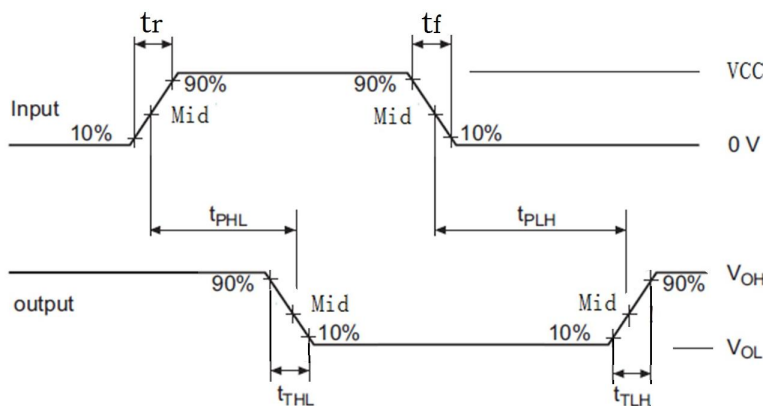 tr tf
90% 90% VCC
Input Mid Mid
10% 10% 0 V
tPHL tPLH
90% 90% VOH
output Mid Mid
10% 10% VOL
tTHL tTLH